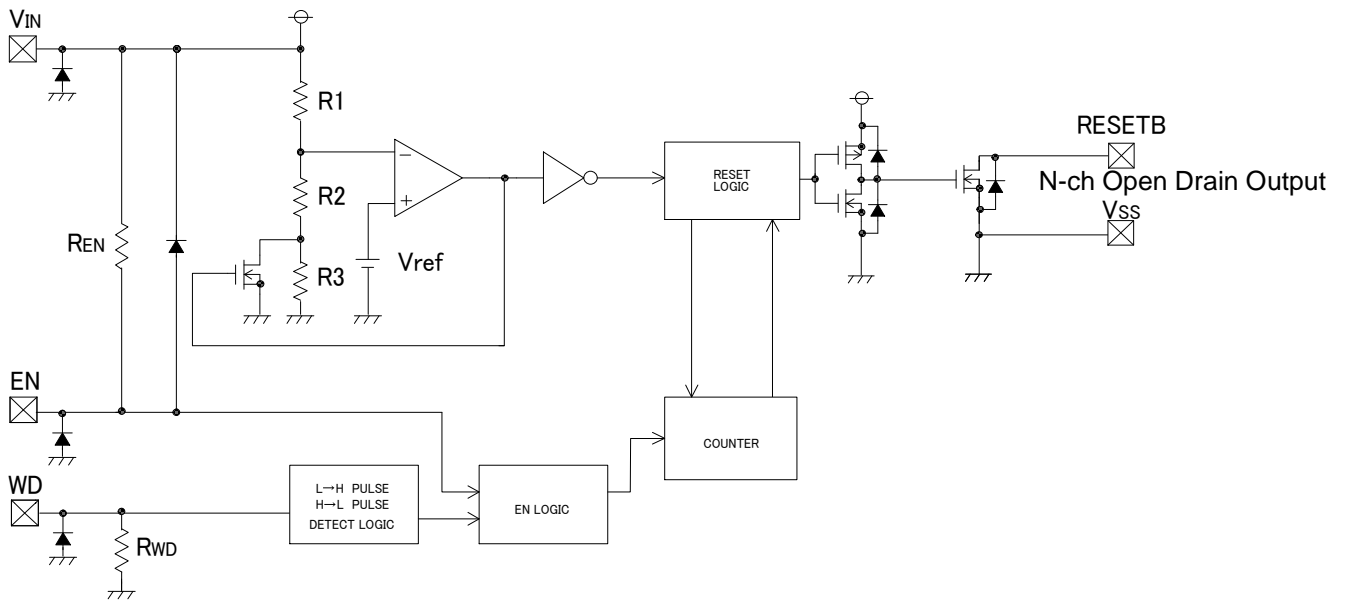 VIN
R1
RESETB
RESET
LOGIC
N-ch Open Drain Output
R2
VSS
REN
Vref
R3
EN
COUNTER
WD
L→H PULSE
H→L PULSE
DETECT LOGIC
EN LOGIC
RWD